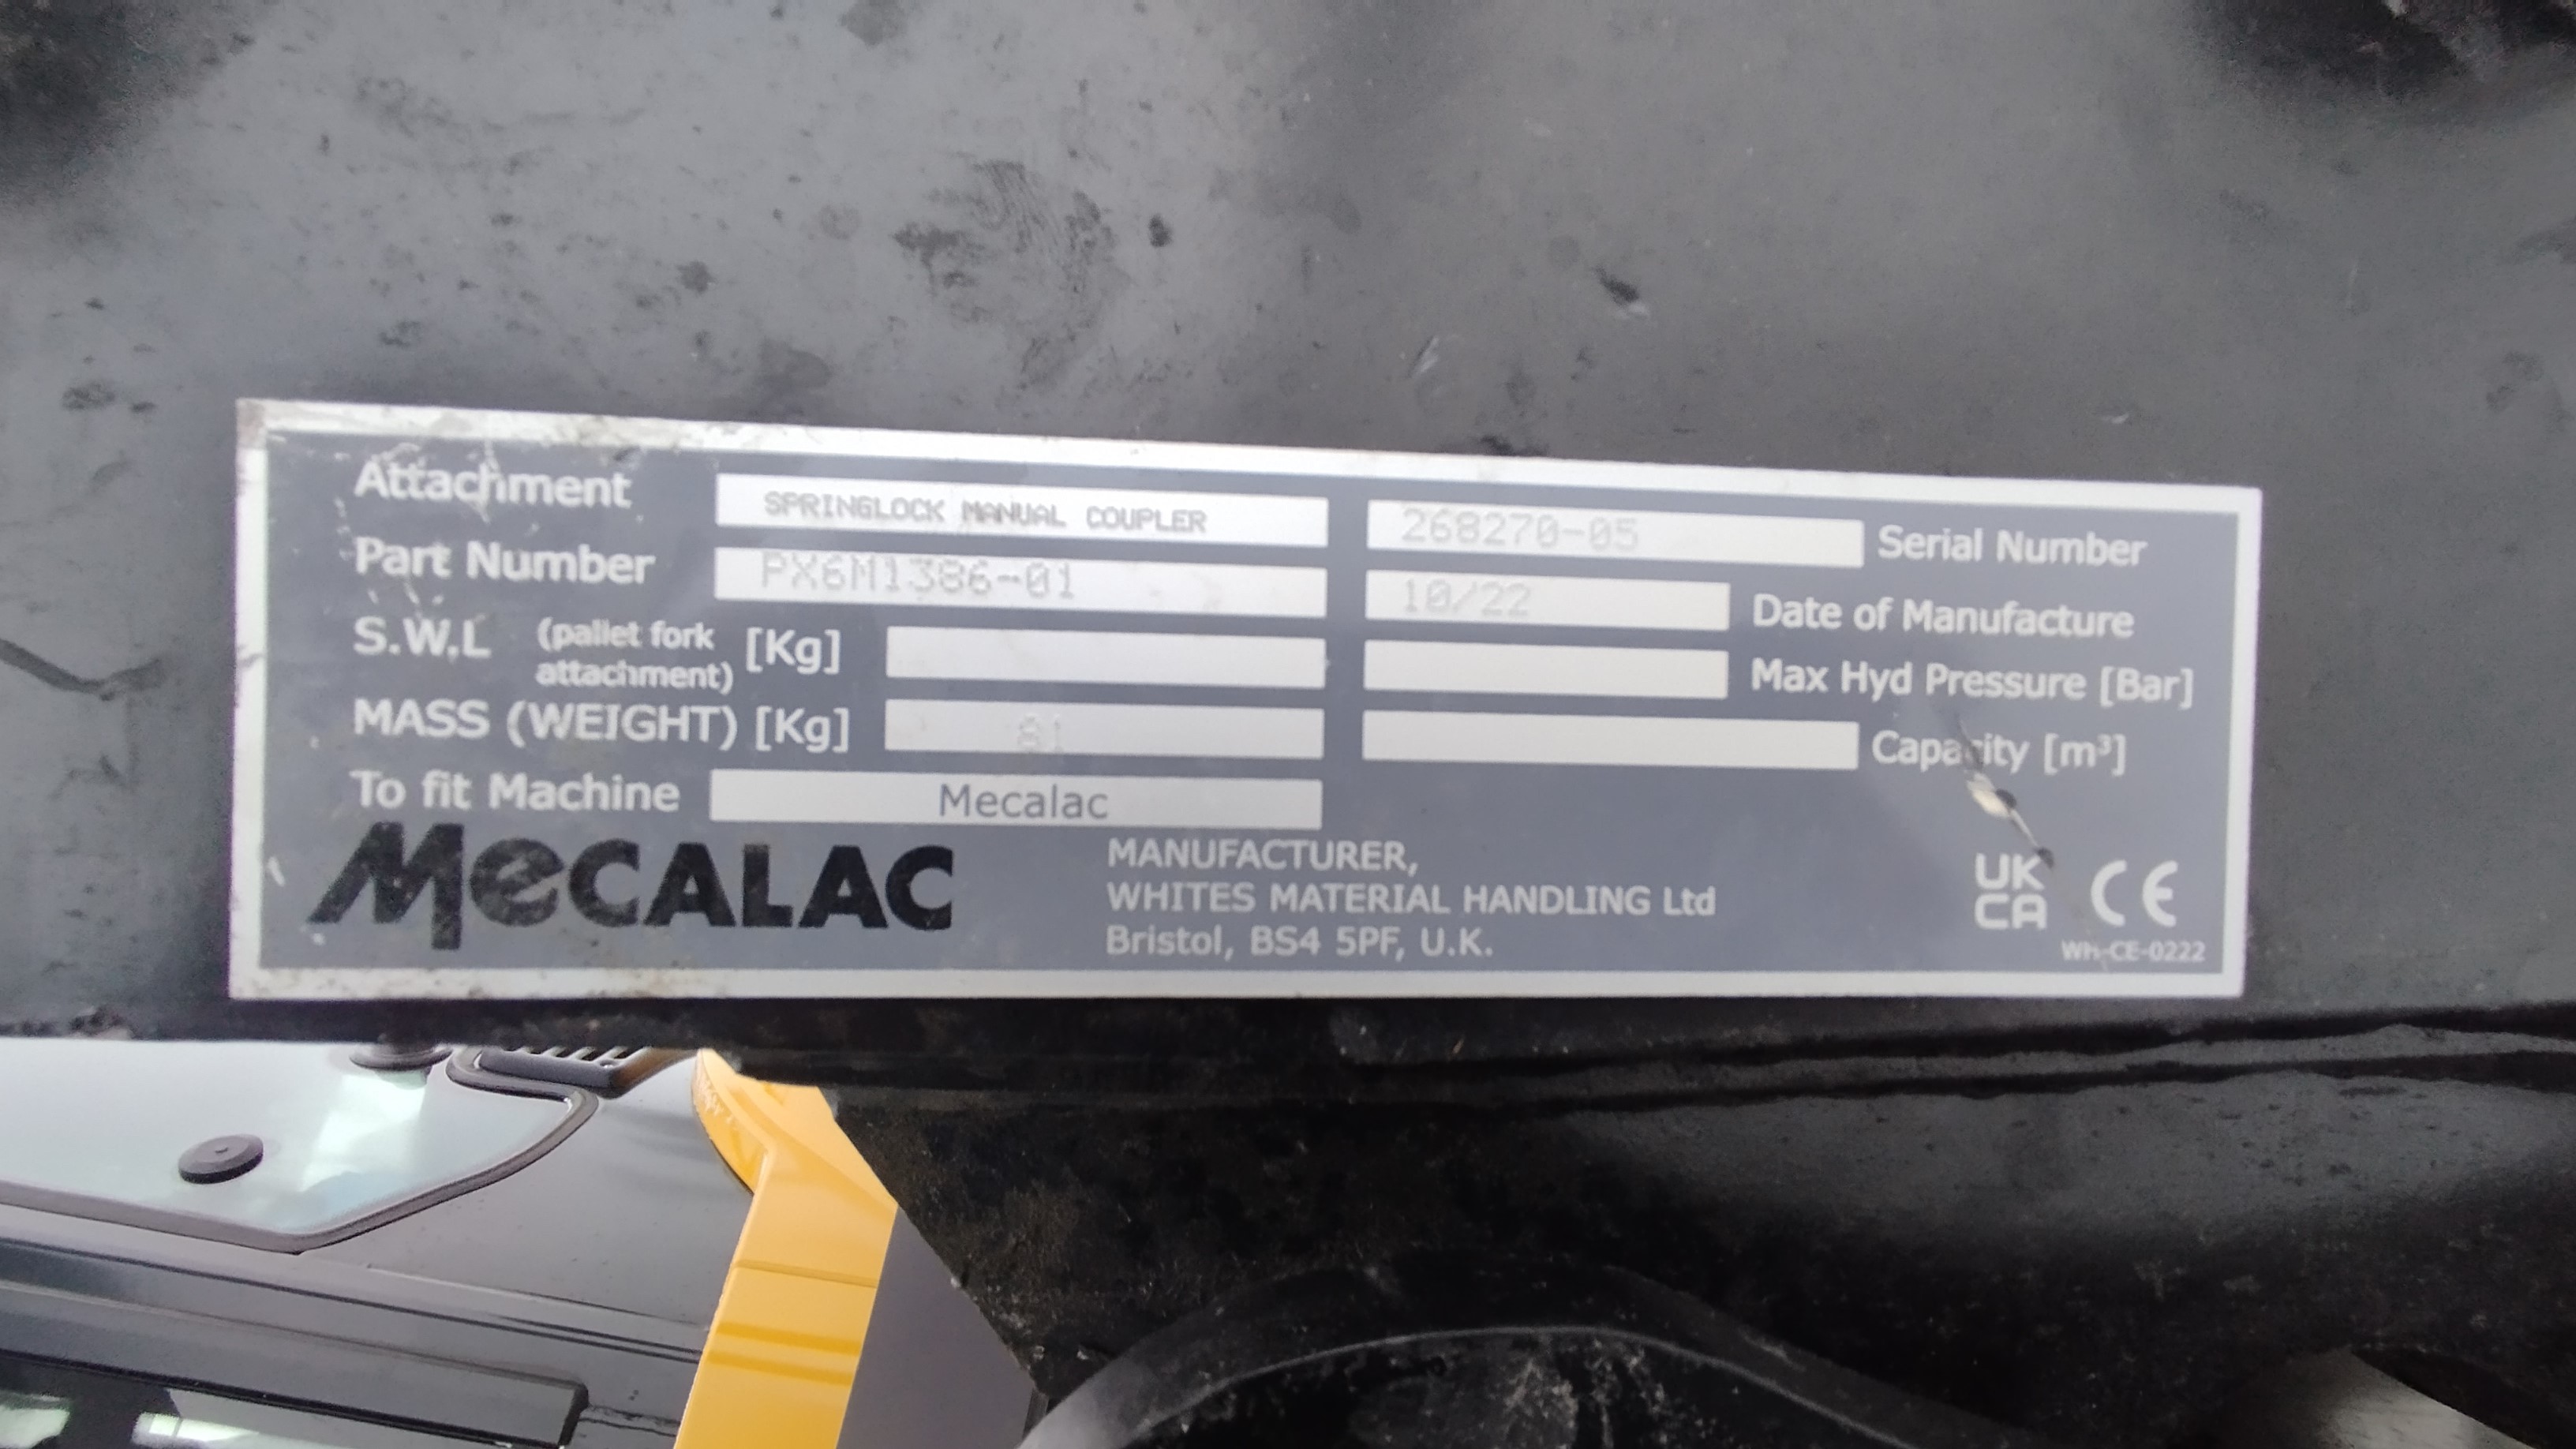 Attachment SPRINGLOCK MANUAL COUPLER 268270-05 Serial Number
Part Number PX6M1386-01 10/22 Date of Manufacture
S.W.L (pallet fork attachment) [Kg] Max Hyd Pressure [Bar]
MASS (WEIGHT) [Kg] 81 Capacity [m³]
To fit Machine Mecalac
MECALAC
MANUFACTURER,
WHITES MATERIAL HANDLING Ltd
Bristol, BS4 5PF, U.K.
UK
CA
CE
WH-CE-0222